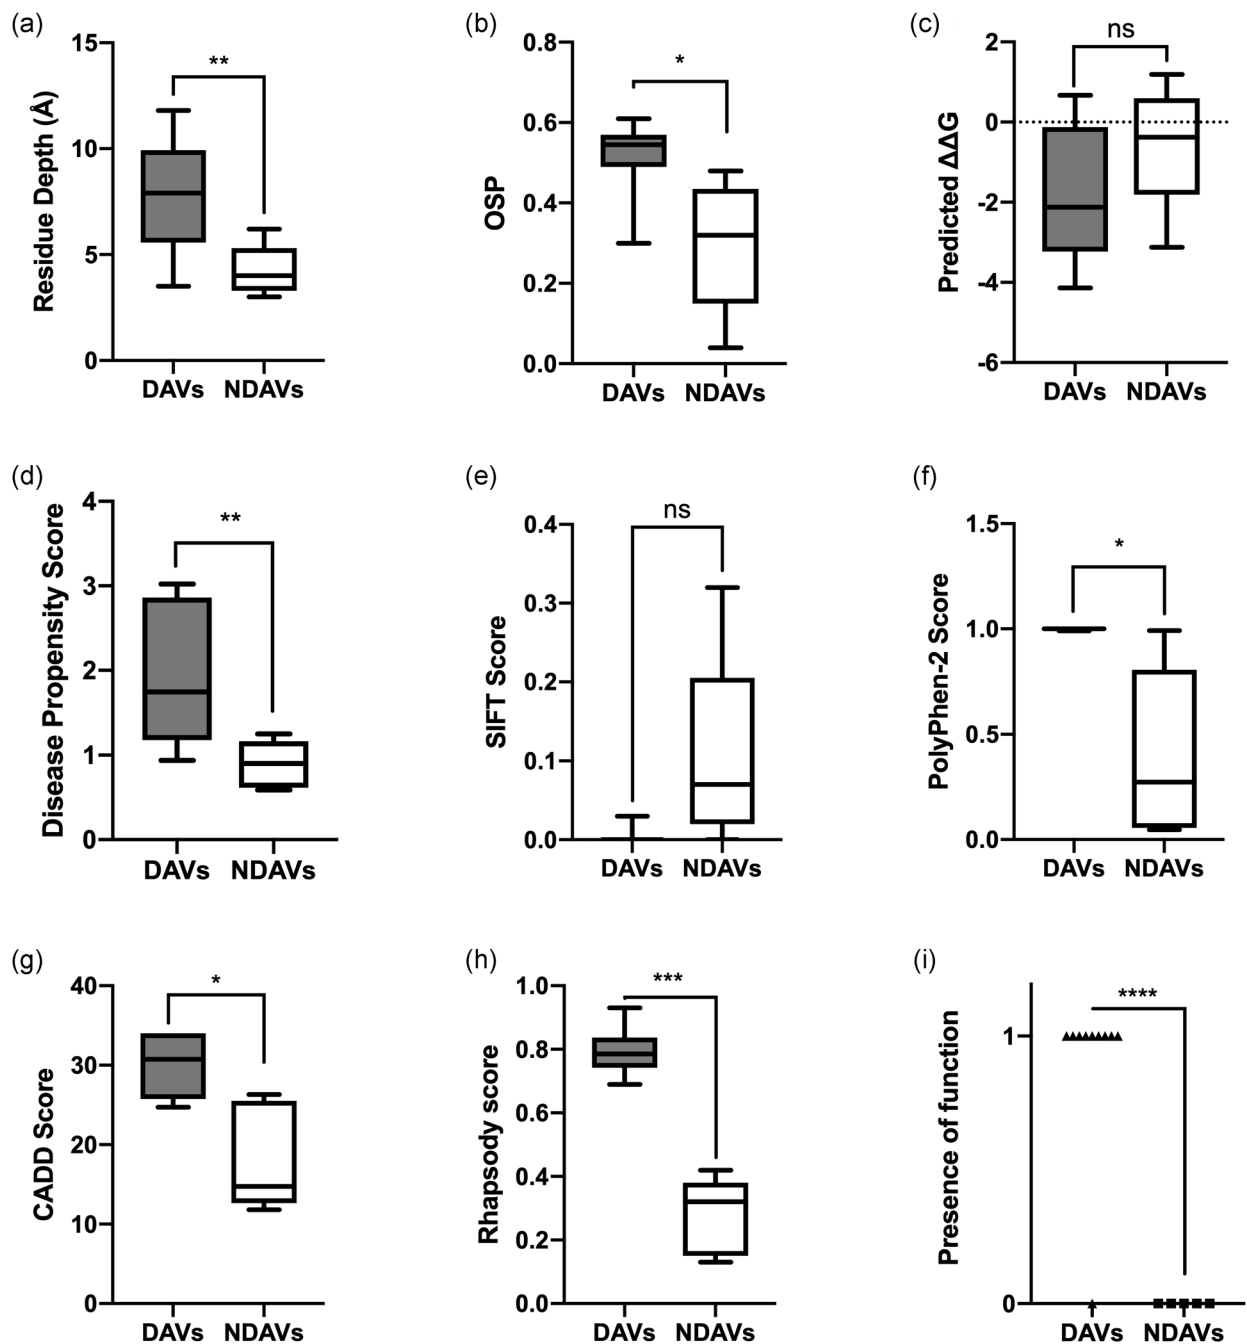 (a)
Residue Depth (Å)
15
10
5
0
**
DAVs NDAVs
(b)
OSP
0.8
0.6
0.4
0.2
0.0
*
DAVs NDAVs
(c)
Predicted ΔΔG
2
0
-2
-4
-6
ns
DAVs NDAVs
(d)
Disease Propensity Score
4
3
2
1
0
**
DAVs NDAVs
(e)
SIFT Score
0.4
0.3
0.2
0.1
0.0
ns
DAVs NDAVs
(f)
PolyPhen-2 Score
1.5
1.0
0.5
0.0
*
DAVs NDAVs
(g)
CADD Score
40
30
20
10
0
*
DAVs NDAVs
(h)
Rhapsody score
1.0
0.8
0.6
0.4
0.2
0.0
***
DAVs NDAVs
(i)
Presence of function
1
0
****
DAVs NDAVs